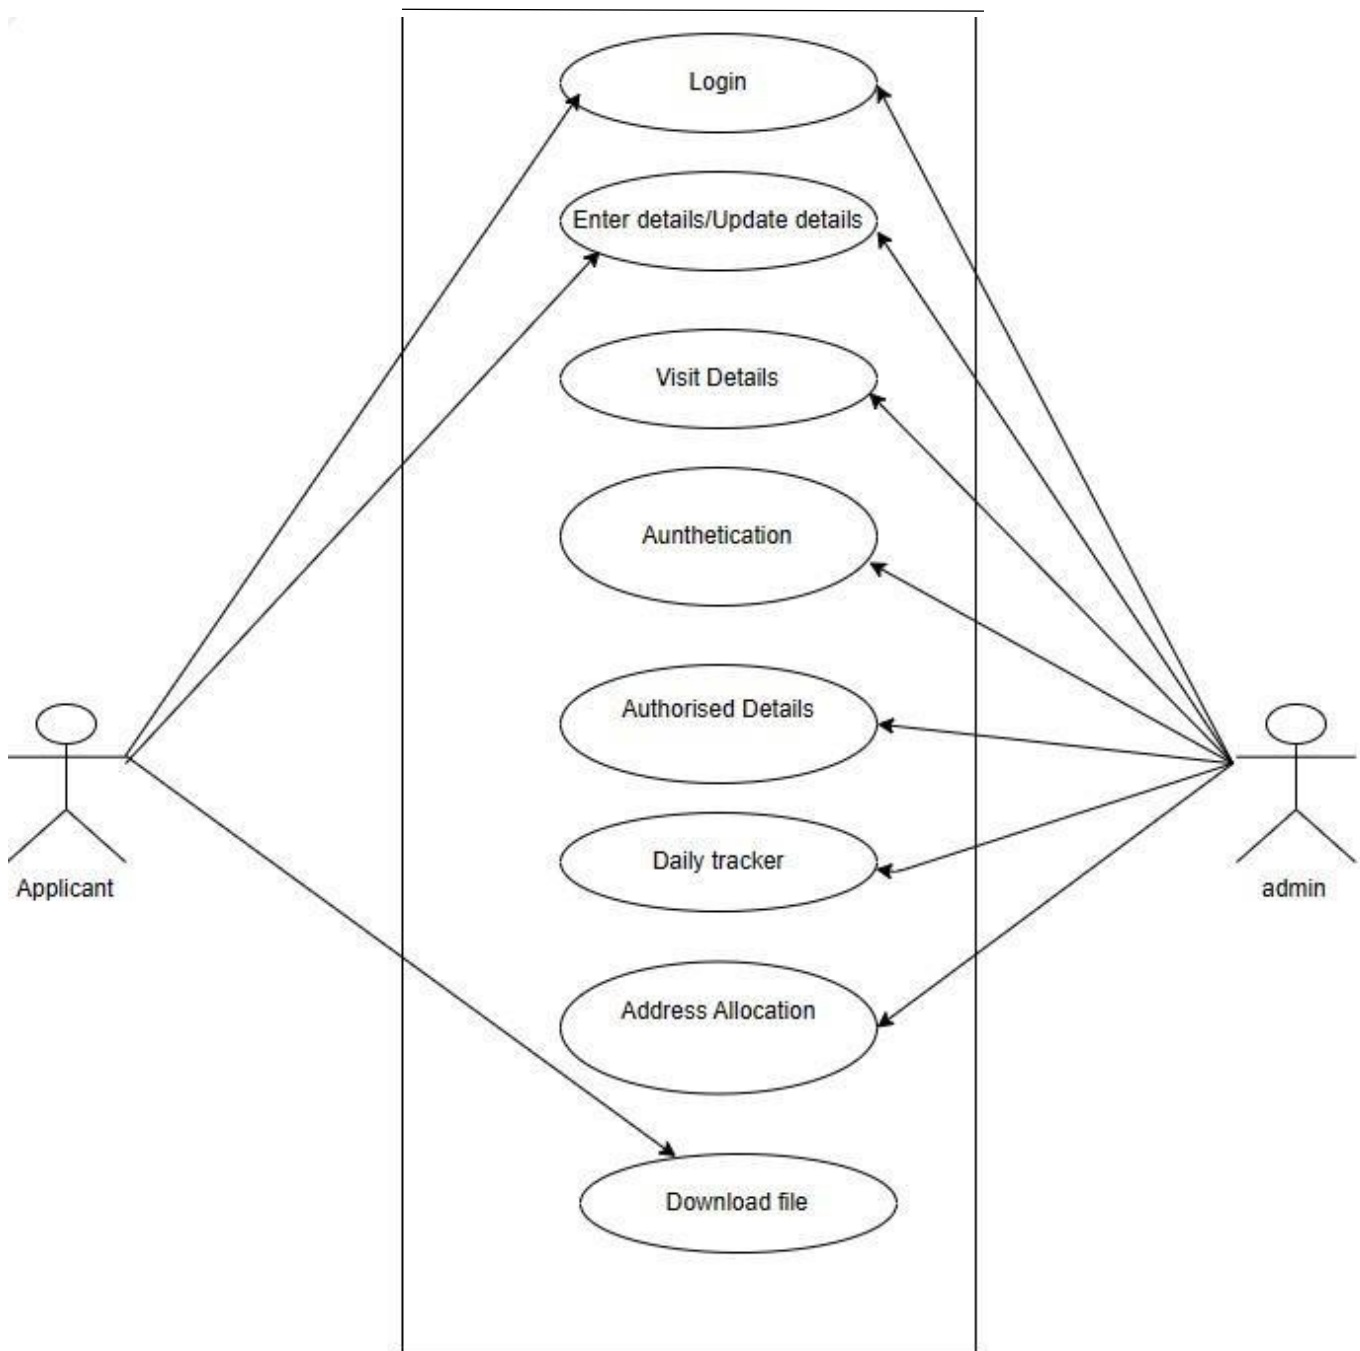 Login
Enter details/Update details
Visit Details
Aunthetication
Authorised Details
Daily tracker
Applicant
admin
Address Allocation
Download file